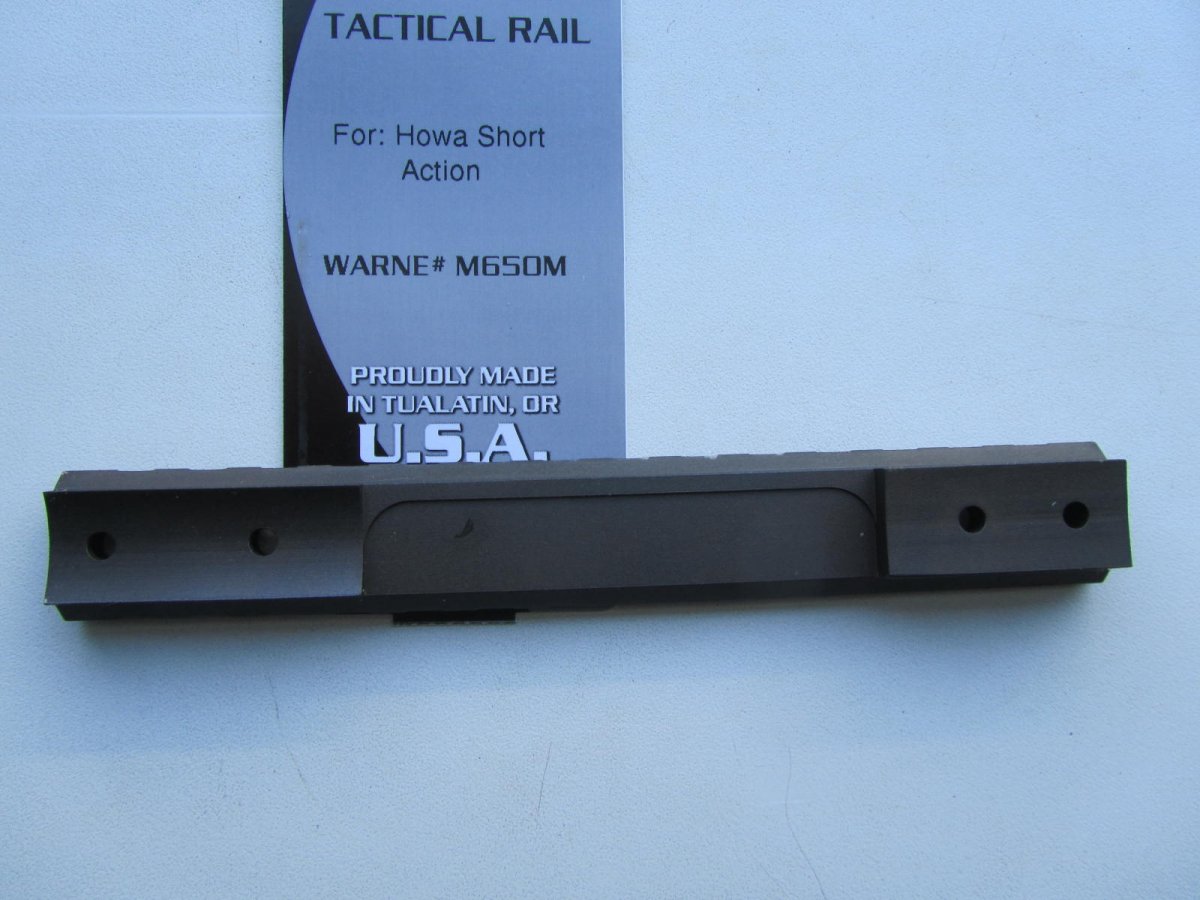 TACTICAL RAIL
For: Howa Short
Action
WARNE# M650M
PROUDLY MADE
IN TUALATIN, OR
U.S.A.